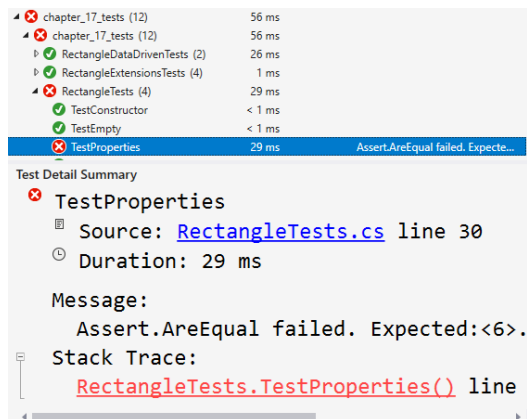 chapter_17_tests (12) 56 ms
chapter_17_tests (12) 56 ms
RectangleDataDrivenTests (2) 26 ms
RectangleExtensionsTests (4) 1 ms
RectangleTests (4) 29 ms
TestConstructor < 1 ms
TestEmpty < 1 ms
TestProperties 29 ms Assert.AreEqual failed. Expecte...
Test Detail Summary
TestProperties
Source: RectangleTests.cs line 30
Duration: 29 ms
Message:
Assert.AreEqual failed. Expected:<6>.
Stack Trace:
RectangleTests.TestProperties() line